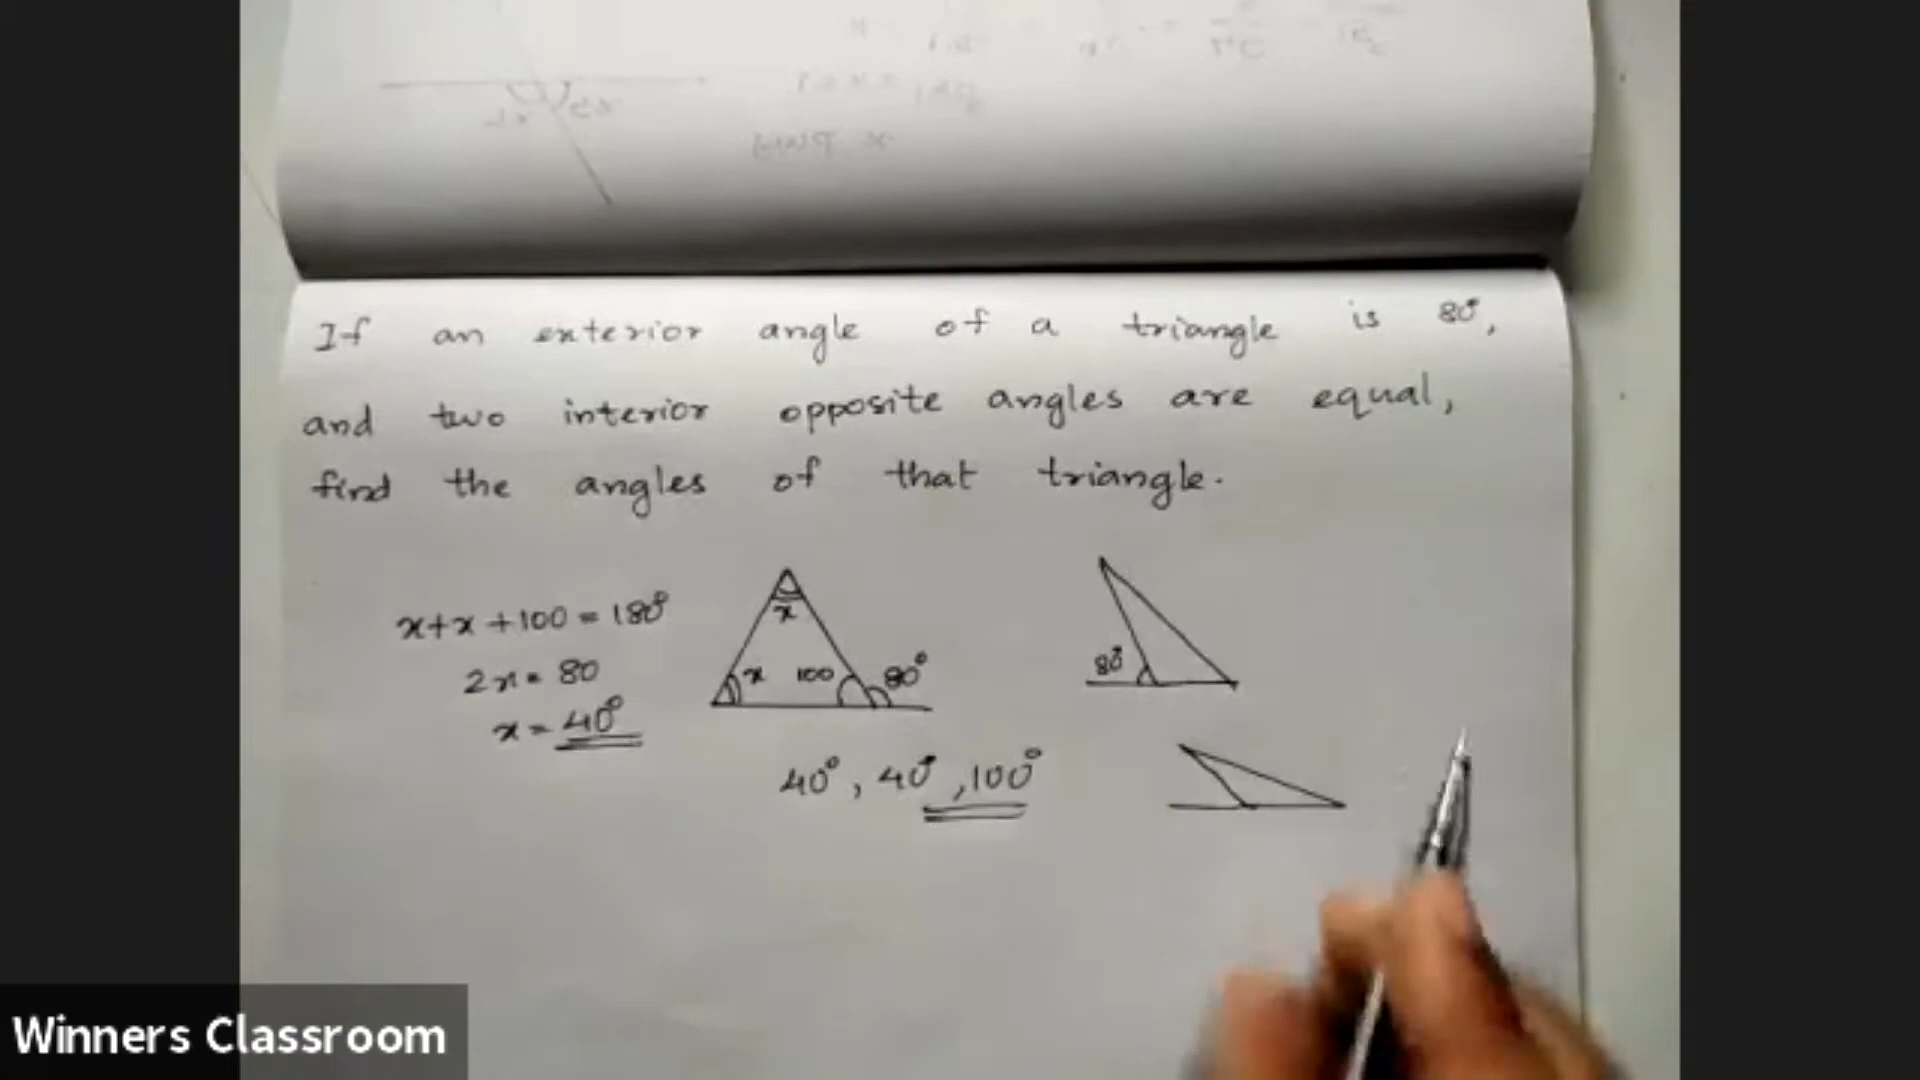 If an exterior angle of a triangle is 80°,
and two interior opposite angles are equal,
find the angles of that triangle.
x+x+100=180°
2x=80
x=40°
x
x 100 80°
80°
40°, 40°, 100°
Winners Classroom